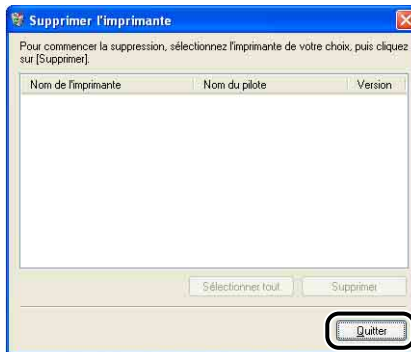 Supprimer l'imprimante
Pour commencer la suppression, sélectionnez l'imprimante de votre choix, puis cliquez
sur [Supprimer].
Nom de l'imprimante Nom du pilote Version
Sélectionner tout Supprimer
Quitter